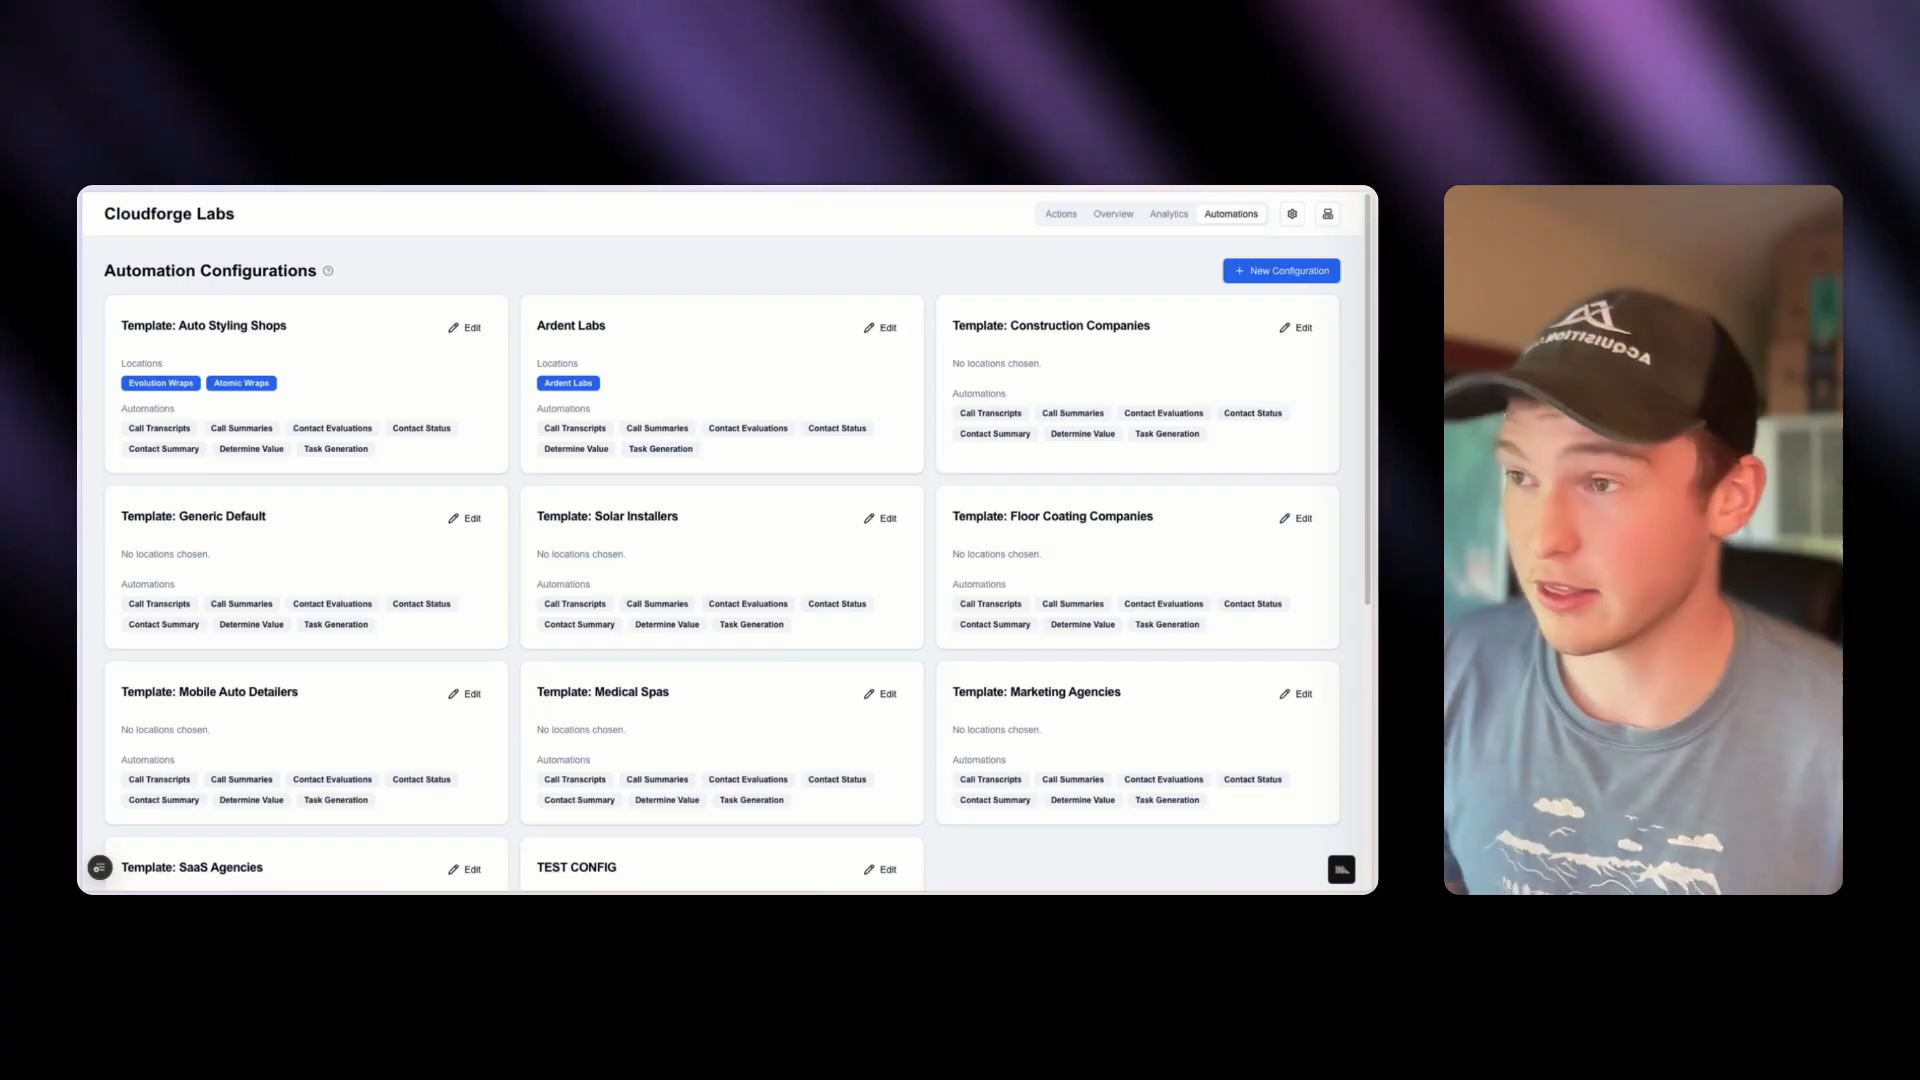 Cloudforge Labs
Actions Overview Analytics Automations
Automation Configurations
+ New Configuration
Template: Auto Styling Shops
Edit
Locations
Evolution Wraps Atomic Wraps
Automations
Call Transcripts Call Summaries Contact Evaluations Contact Status
Contact Summary Determine Value Task Generation
Ardent Labs
Edit
Locations
Ardent Labs
Automations
Call Transcripts Call Summaries Contact Evaluations Contact Status
Determine Value Task Generation
Template: Construction Companies
Edit
No locations chosen.
Automations
Call Transcripts Call Summaries Contact Evaluations Contact Status
Contact Summary Determine Value Task Generation
Template: Generic Default
Edit
No locations chosen.
Automations
Call Transcripts Call Summaries Contact Evaluations Contact Status
Contact Summary Determine Value Task Generation
Template: Solar Installers
Edit
No locations chosen.
Automations
Call Transcripts Call Summaries Contact Evaluations Contact Status
Contact Summary Determine Value Task Generation
Template: Floor Coating Companies
Edit
No locations chosen.
Automations
Call Transcripts Call Summaries Contact Evaluations Contact Status
Contact Summary Determine Value Task Generation
Template: Mobile Auto Detailers
Edit
No locations chosen.
Automations
Call Transcripts Call Summaries Contact Evaluations Contact Status
Contact Summary Determine Value Task Generation
Template: Medical Spas
Edit
No locations chosen.
Automations
Call Transcripts Call Summaries Contact Evaluations Contact Status
Contact Summary Determine Value Task Generation
Template: Marketing Agencies
Edit
No locations chosen.
Automations
Call Transcripts Call Summaries Contact Evaluations Contact Status
Contact Summary Determine Value Task Generation
Template: SaaS Agencies
Edit
TEST CONFIG
Edit